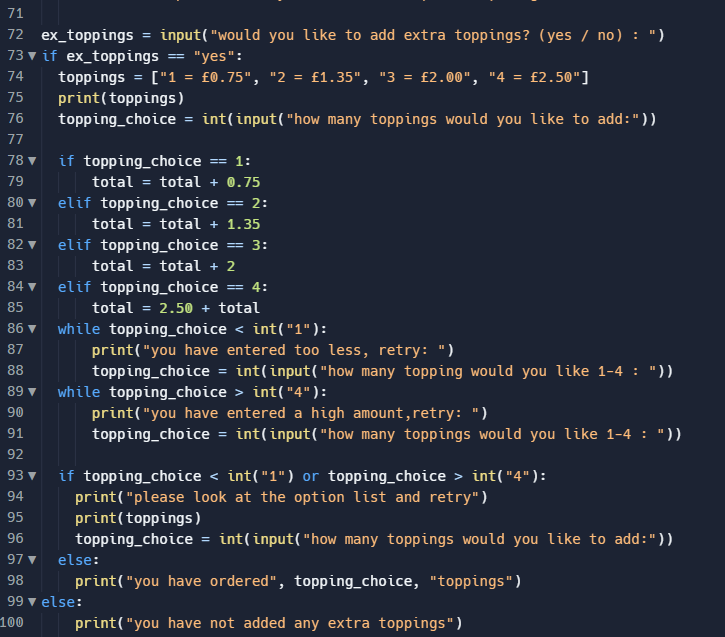 71
72 ex_toppings = input("would you like to add extra toppings? (yes / no) : ")
73 if ex_toppings == "yes":
74   toppings = ["1 = £0.75", "2 = £1.35", "3 = £2.00", "4 = £2.50"]
75   print(toppings)
76   topping_choice = int(input("how many toppings would you like to add:"))
77
78   if topping_choice == 1:
79       total = total + 0.75
80   elif topping_choice == 2:
81       total = total + 1.35
82   elif topping_choice == 3:
83       total = total + 2
84   elif topping_choice == 4:
85       total = 2.50 + total
86   while topping_choice < int("1"):
87       print("you have entered too less, retry: ")
88       topping_choice = int(input("how many topping would you like 1-4 : "))
89   while topping_choice > int("4"):
90       print("you have entered a high amount,retry: ")
91       topping_choice = int(input("how many toppings would you like 1-4 : "))
92
93   if topping_choice < int("1") or topping_choice > int("4"):
94     print("please look at the option list and retry")
95     print(toppings)
96     topping_choice = int(input("how many toppings would you like to add:"))
97   else:
98     print("you have ordered", topping_choice, "toppings")
99 else:
100     print("you have not added any extra toppings")